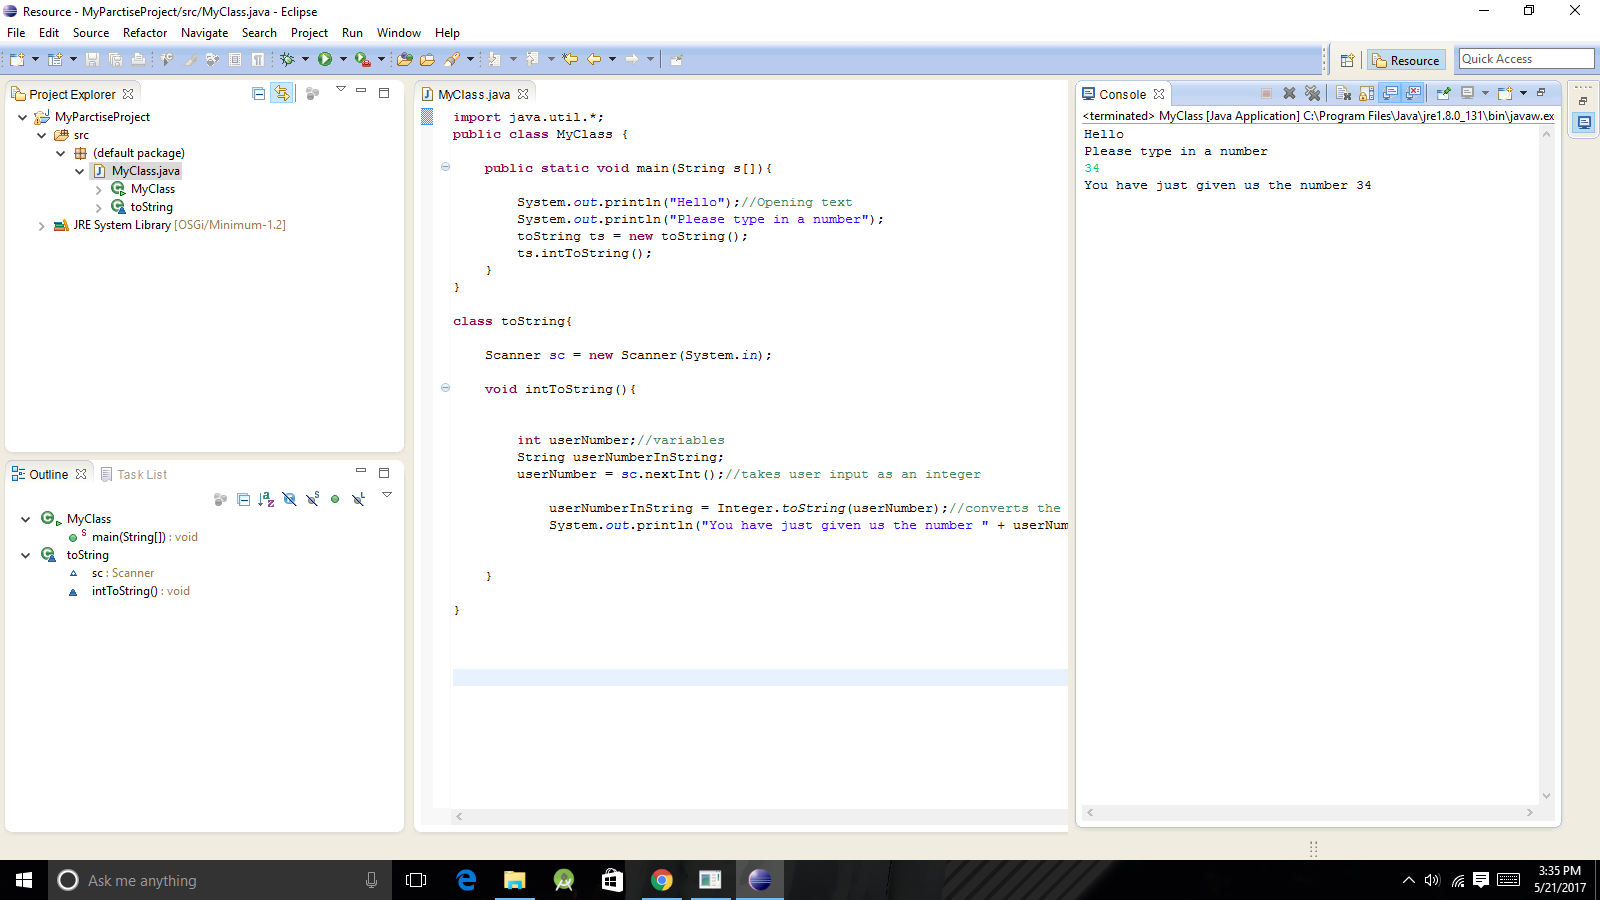 Resource - MyParctiseProject/src/MyClass.java - Eclipse
File Edit Source Refactor Navigate Search Project Run Window Help
Resource
Quick Access
Project Explorer
MyParctiseProject
src
(default package)
MyClass.java
MyClass
toString
JRE System Library [OSGi/Minimum-1.2]
Outline Task List
MyClass
main(String[]) : void
toString
sc : Scanner
intToString() : void
MyClass.java
import java.util.*;
public class MyClass {
public static void main(String s[]){
System.out.println("Hello");//Opening text
System.out.println("Please type in a number");
toString ts = new toString();
ts.intToString();
}
}
class toString{
Scanner sc = new Scanner(System.in);
void intToString(){
int userNumber;//variables
String userNumberInString;
userNumber = sc.nextInt();//takes user input as an integer
userNumberInString = Integer.toString(userNumber);//converts the
System.out.println("You have just given us the number " + userNum
}
}
Console
<terminated> MyClass [Java Application] C:\Program Files\Java\jre1.8.0_131\bin\javaw.ex
Hello
Please type in a number
34
You have just given us the number 34
Ask me anything
3:35 PM
5/21/2017